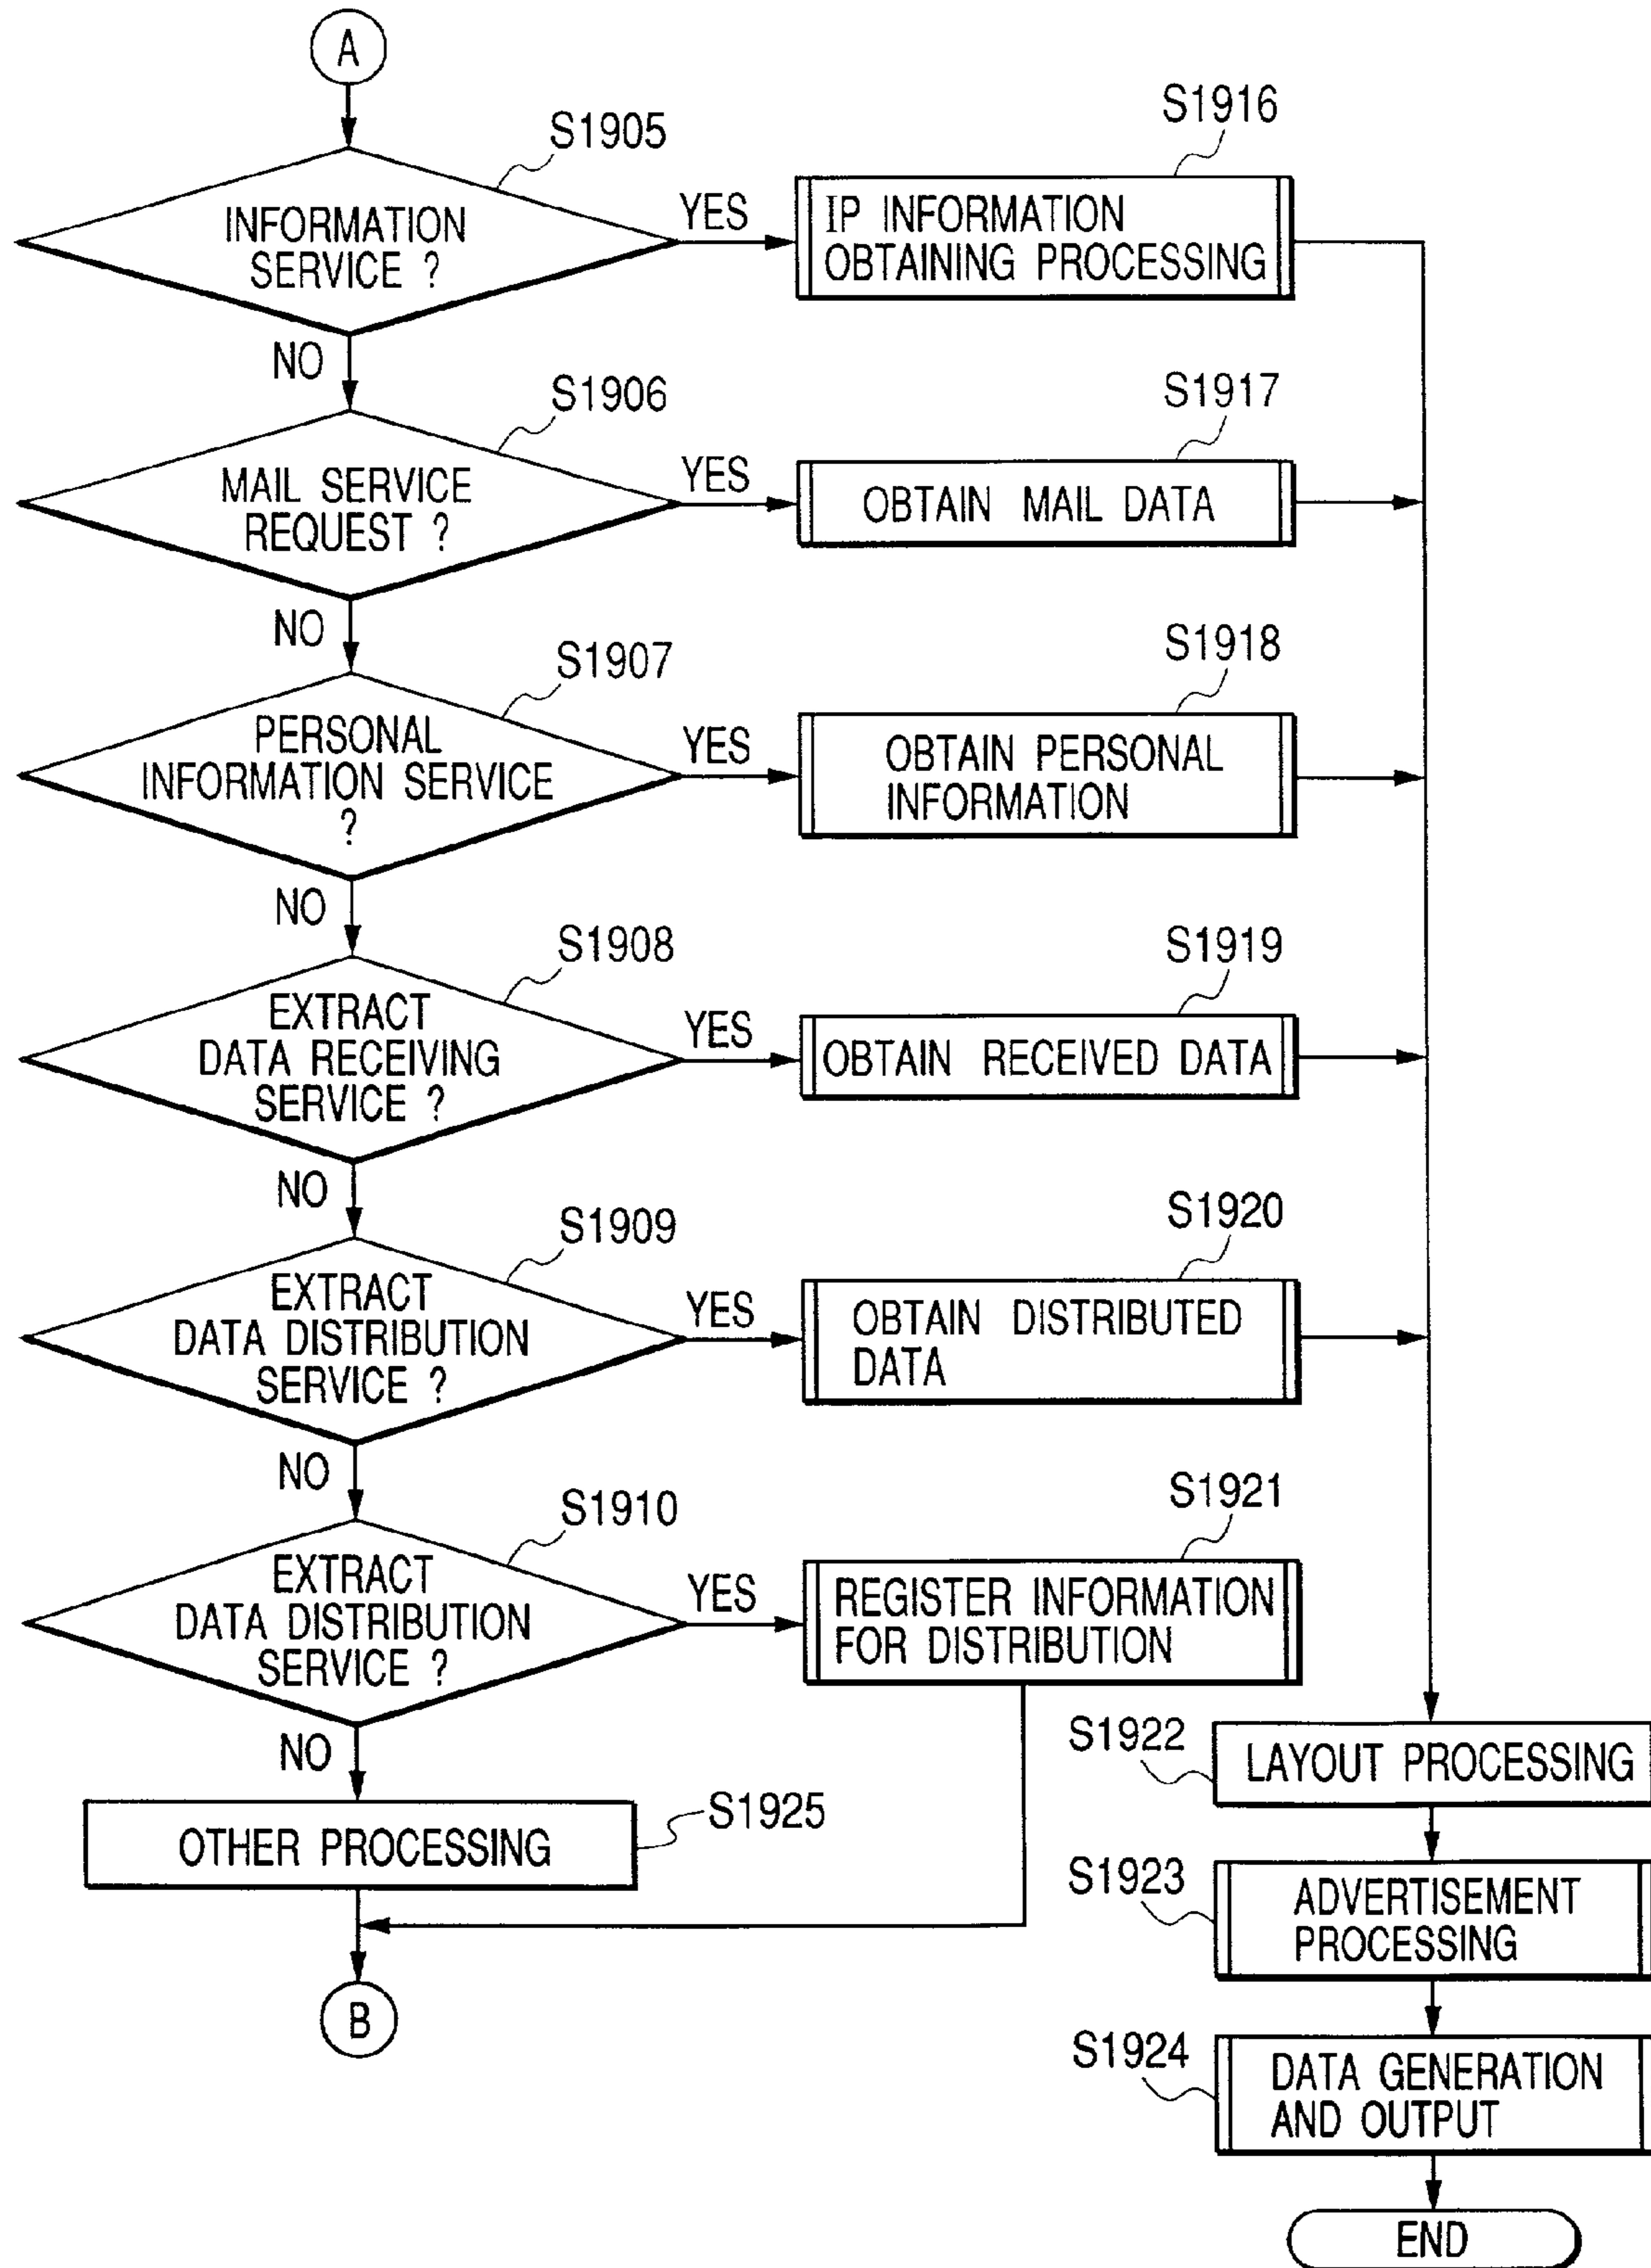 A
S1905
S1916
INFORMATION
SERVICE ?
YES
IP INFORMATION
OBTAINING PROCESSING
NO
S1906
S1917
MAIL SERVICE
REQUEST ?
YES
OBTAIN MAIL DATA
NO
S1907
S1918
PERSONAL
INFORMATION SERVICE
?
YES
OBTAIN PERSONAL
INFORMATION
NO
S1908
S1919
EXTRACT
DATA RECEIVING
SERVICE ?
YES
OBTAIN RECEIVED DATA
NO
S1909
S1920
EXTRACT
DATA DISTRIBUTION
SERVICE ?
YES
OBTAIN DISTRIBUTED
DATA
NO
S1910
S1921
EXTRACT
DATA DISTRIBUTION
SERVICE ?
YES
REGISTER INFORMATION
FOR DISTRIBUTION
NO
S1925
OTHER PROCESSING
B
S1922
LAYOUT PROCESSING
S1923
ADVERTISEMENT
PROCESSING
S1924
DATA GENERATION
AND OUTPUT
END